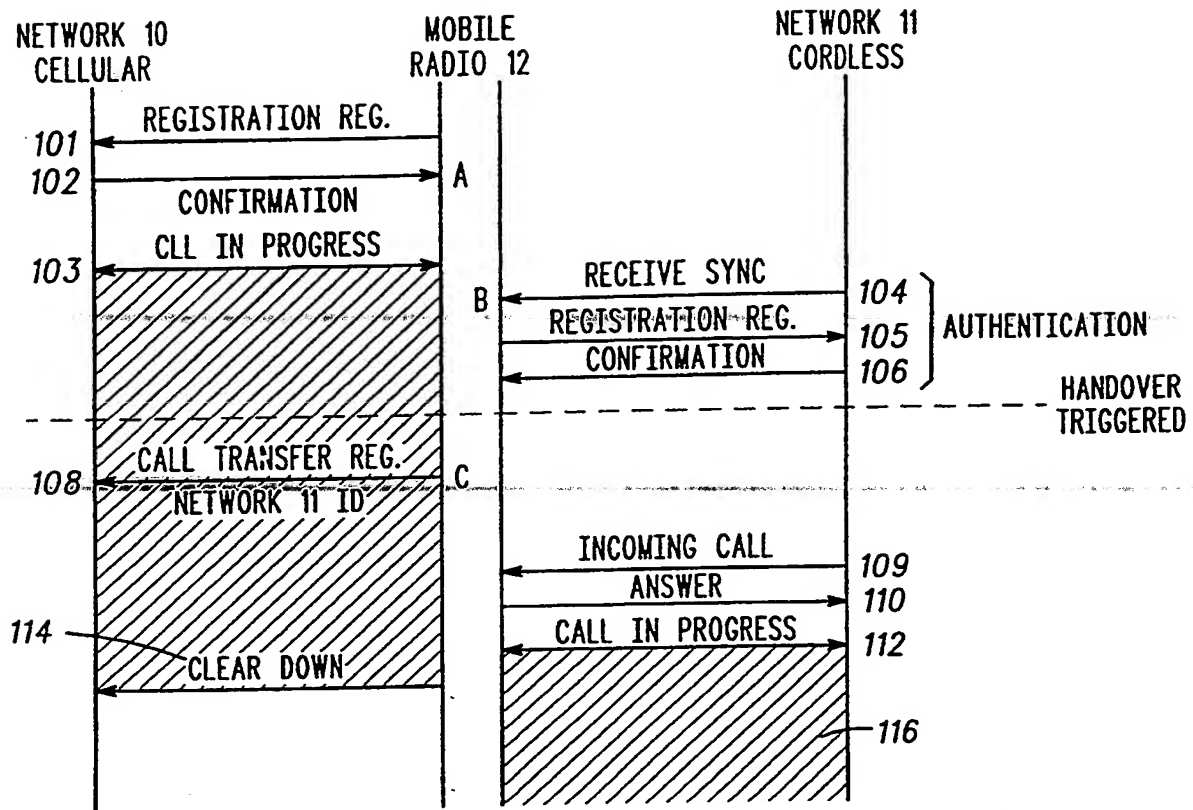 NETWORK 10
CELLULAR
MOBILE
RADIO 12
NETWORK 11
CORDLESS
REGISTRATION REG.
101
102
A
CONFIRMATION
CLL IN PROGRESS
103
RECEIVE SYNC
B
104
REGISTRATION REG.
105
AUTHENTICATION
CONFIRMATION
106
HANDOVER
TRIGGERED
CALL TRANSFER REG.
108
C
NETWORK 11 ID
INCOMING CALL
109
ANSWER
110
114
CALL IN PROGRESS
112
CLEAR DOWN
116